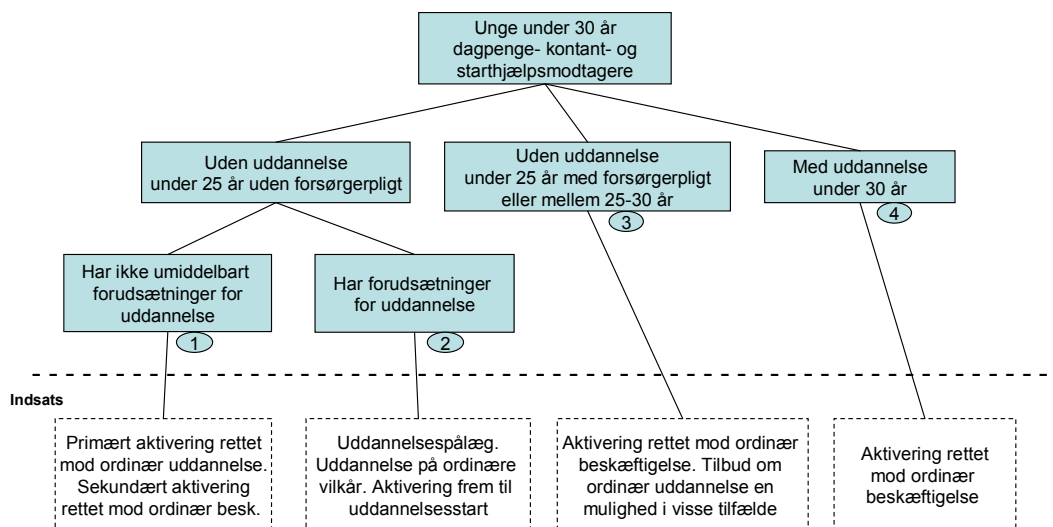 Unge under 30 år
dagpenge- kontant- og
starthjælpsmodtagere
Uden uddannelse
under 25 år uden forsørgerpligt
Uden uddannelse
under 25 år med forsørgerpligt
eller mellem 25-30 år
3
Med uddannelse
under 30 år
4
Har ikke umiddelbart
forudsætninger for
uddannelse
1
Har forudsætninger
for uddannelse
2
Indsats
Primært aktivering rettet
mod ordinær uddannelse.
Sekundært aktivering
rettet mod ordinær besk.
Uddannelsespålæg.
Uddannelse på ordinære
vilkår. Aktivering frem til
uddannelsesstart
Aktivering rettet mod ordinær
beskæftigelse. Tilbud om
ordinær uddannelse en
mulighed i visse tilfælde
Aktivering rettet
mod ordinær
beskæftigelse